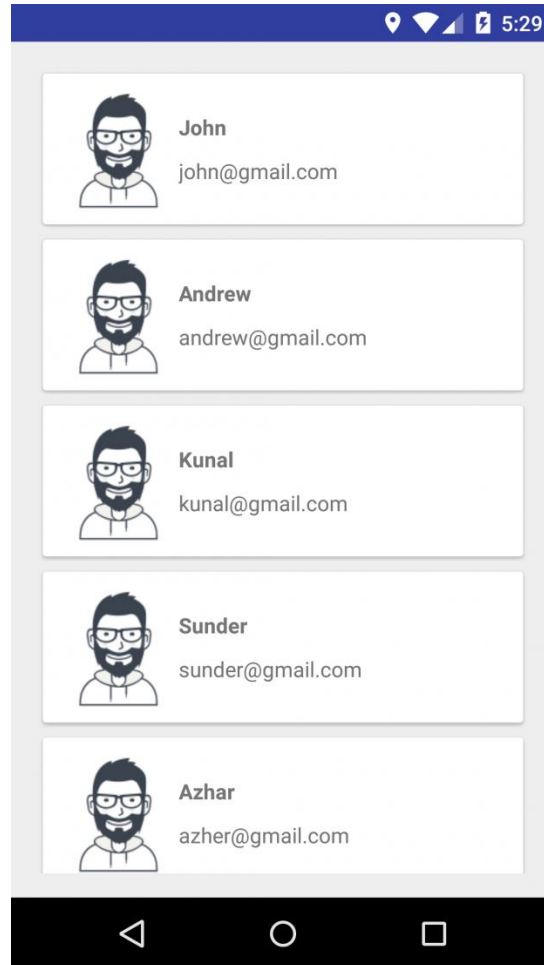 5:29
John
john@gmail.com
Andrew
andrew@gmail.com
Kunal
kunal@gmail.com
Sunder
sunder@gmail.com
Azhar
azher@gmail.com